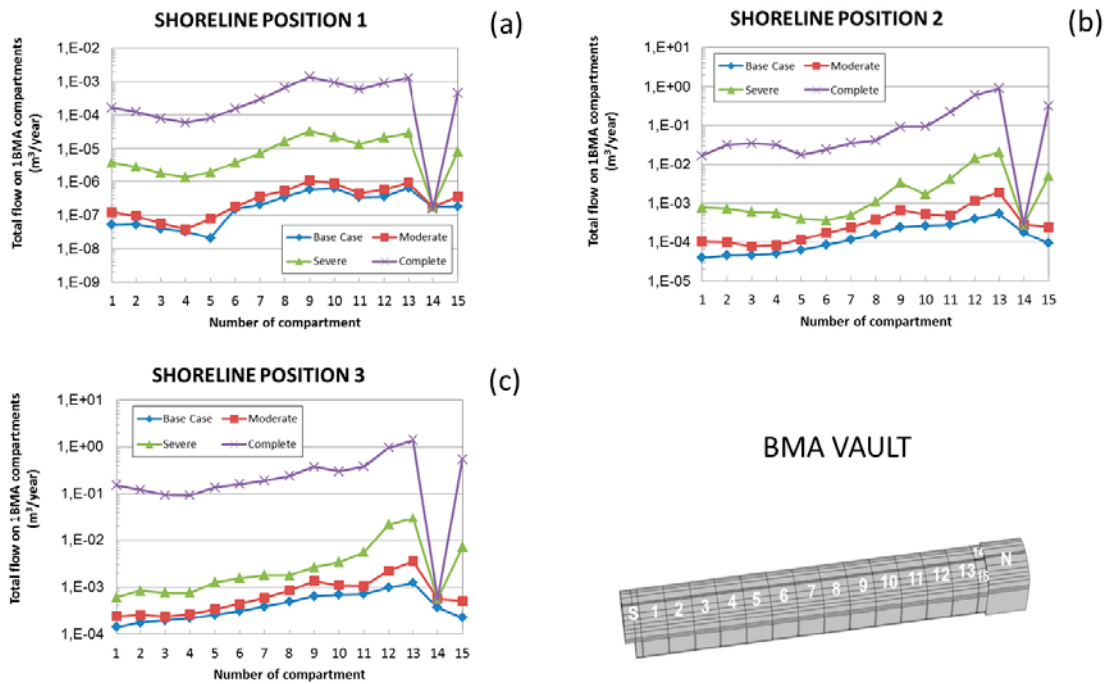 SHORELINE POSITION 1
(a)
Total flow on 1BMA compartments
(m³/year)
1,E-02
1,E-03
1,E-04
1,E-05
1,E-06
1,E-07
1,E-08
1,E-09
Base Case Moderate
Severe Complete
1 2 3 4 5 6 7 8 9 10 11 12 13 14 15
Number of compartment
SHORELINE POSITION 2
(b)
Total flow on 1BMA compartments
(m³/year)
1,E+01
1,E+00
1,E-01
1,E-02
1,E-03
1,E-04
1,E-05
Base Case Moderate
Severe Complete
1 2 3 4 5 6 7 8 9 10 11 12 13 14 15
Number of compartment
SHORELINE POSITION 3
(c)
Total flow on 1BMA compartments
(m³/year)
1,E+01
1,E+00
1,E-01
1,E-02
1,E-03
1,E-04
Base Case Moderate
Severe Complete
1 2 3 4 5 6 7 8 9 10 11 12 13 14 15
Number of compartment
BMA VAULT
S 1 2 3 4 5 6 7 8 9 10 11 12 13 14 15 N